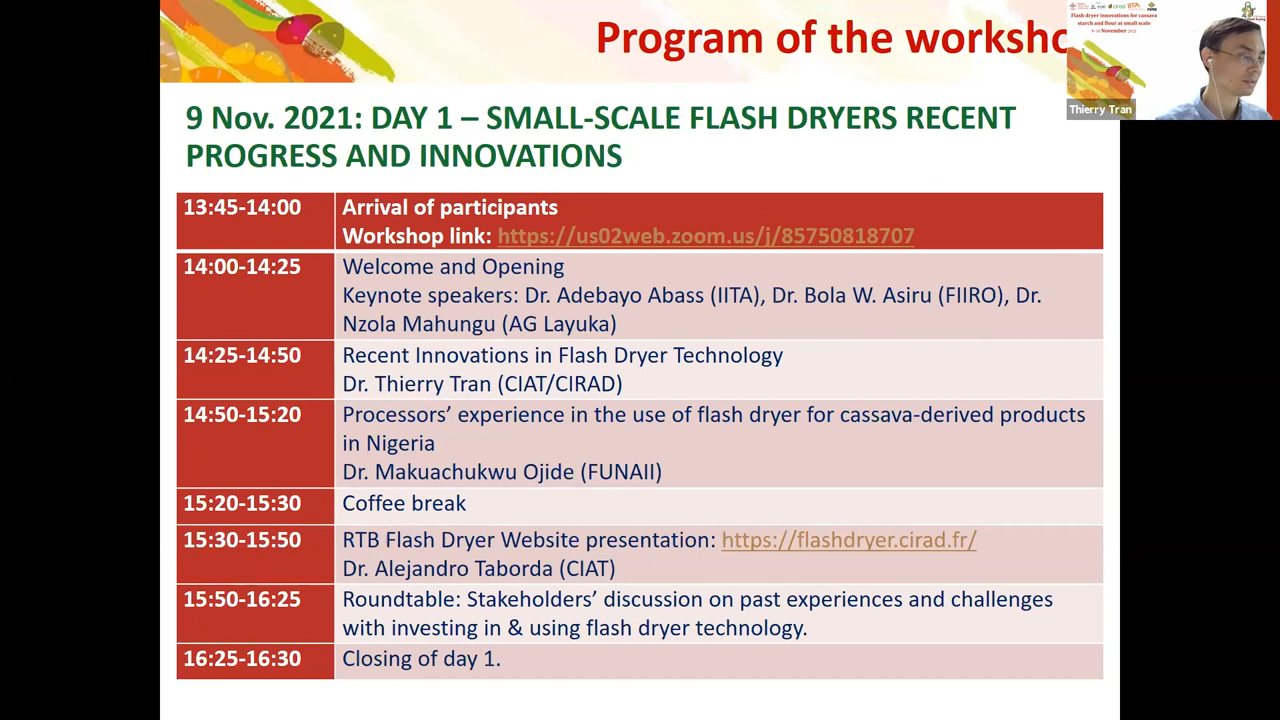 Program of the worksho
cirad
IITA
Flash dryer innovations for cassava
starch and flour at small scale
Thierry Tran
9 Nov. 2021: DAY 1 – SMALL-SCALE FLASH DRYERS RECENT
PROGRESS AND INNOVATIONS
13:45-14:00
Arrival of participants
Workshop link: https://us02web.zoom.us/j/85750818707
14:00-14:25
Welcome and Opening
Keynote speakers: Dr. Adebayo Abass (IITA), Dr. Bola W. Asiru (FIIRO), Dr.
Nzola Mahungu (AG Layuka)
14:25-14:50
Recent Innovations in Flash Dryer Technology
Dr. Thierry Tran (CIAT/CIRAD)
14:50-15:20
Processors’ experience in the use of flash dryer for cassava-derived products
in Nigeria
Dr. Makuachukwu Ojide (FUNAII)
15:20-15:30
Coffee break
15:30-15:50
RTB Flash Dryer Website presentation: https://flashdryer.cirad.fr/
Dr. Alejandro Taborda (CIAT)
15:50-16:25
Roundtable: Stakeholders’ discussion on past experiences and challenges
with investing in & using flash dryer technology.
16:25-16:30
Closing of day 1.